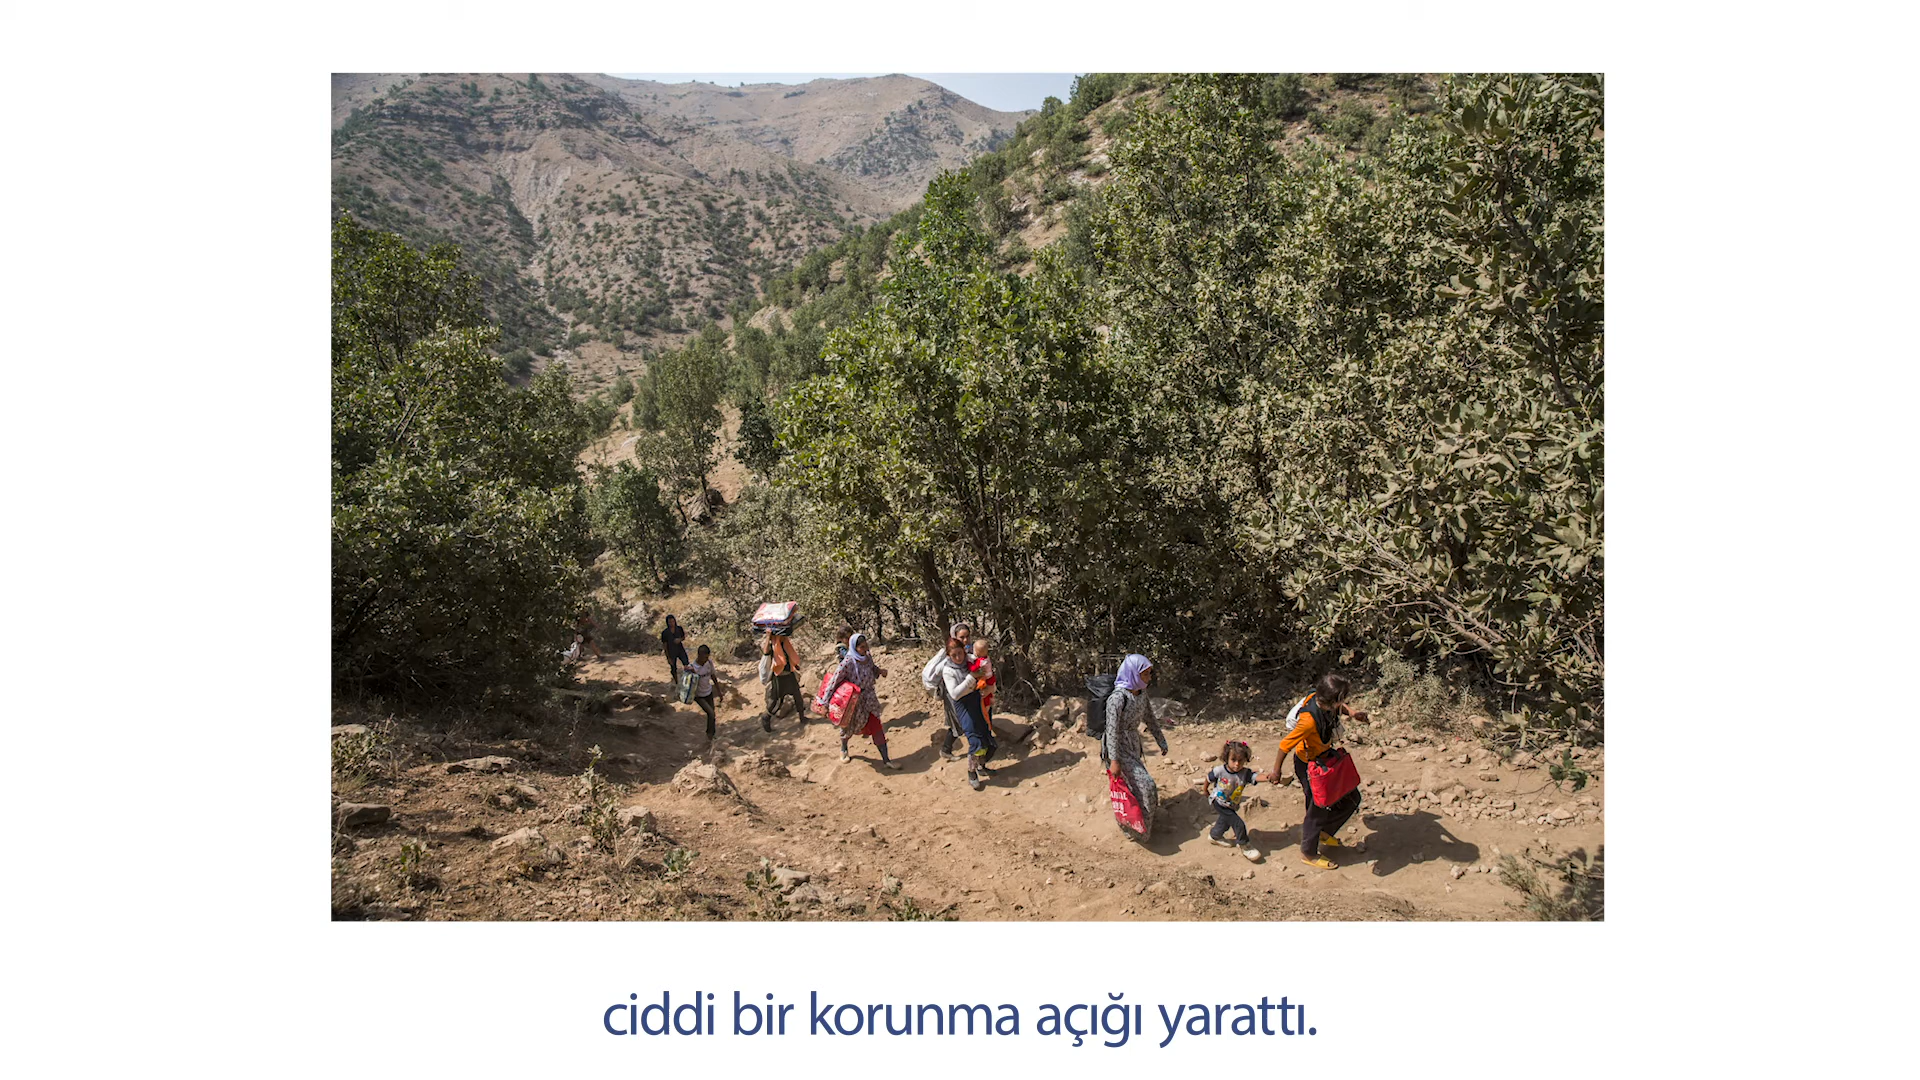 ciddi bir korunma açığı yarattı.